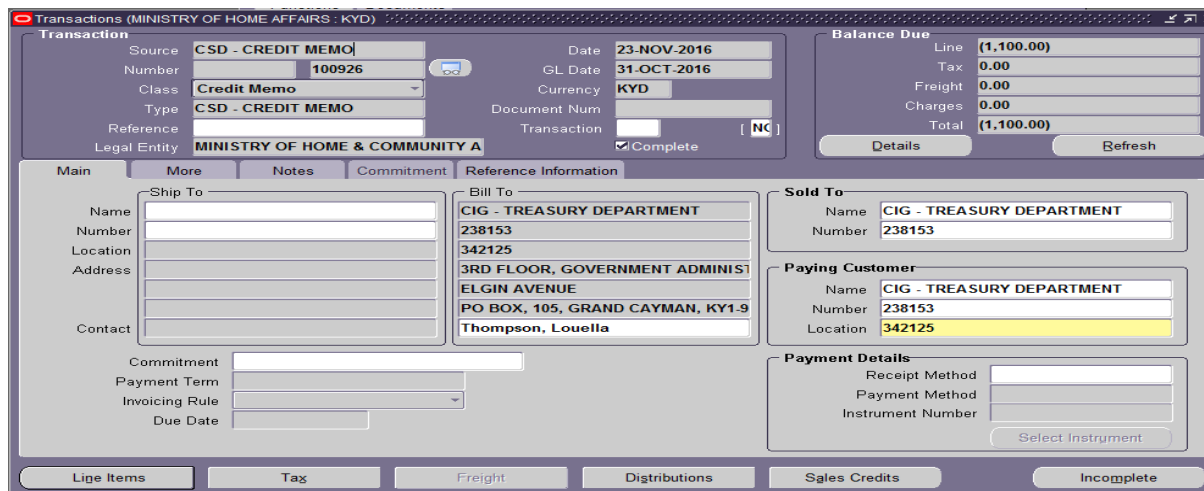 Transactions (MINISTRY OF HOME AFFAIRS : KYD)
Transaction
Source CSD - CREDIT MEMO
Number 100926
Class Credit Memo
Type CSD - CREDIT MEMO
Reference
Legal Entity MINISTRY OF HOME & COMMUNITY A
Date 23-NOV-2016
GL Date 31-OCT-2016
Currency KYD
Document Num
Transaction [ NC ]
Complete
Balance Due
Line (1,100.00)
Tax 0.00
Freight 0.00
Charges 0.00
Total (1,100.00)
Details Refresh
Main More Notes Commitment Reference Information
Ship To
Name
Number
Location
Address
Contact
Bill To
CIG - TREASURY DEPARTMENT
238153
342125
3RD FLOOR, GOVERNMENT ADMINIST
ELGIN AVENUE
PO BOX, 105, GRAND CAYMAN, KY1-9
Thompson, Louella
Sold To
Name CIG - TREASURY DEPARTMENT
Number 238153
Paying Customer
Name CIG - TREASURY DEPARTMENT
Number 238153
Location 342125
Commitment
Payment Term
Invoicing Rule
Due Date
Payment Details
Receipt Method
Payment Method
Instrument Number
Select Instrument
Line Items Tax Freight Distributions Sales Credits Incomplete